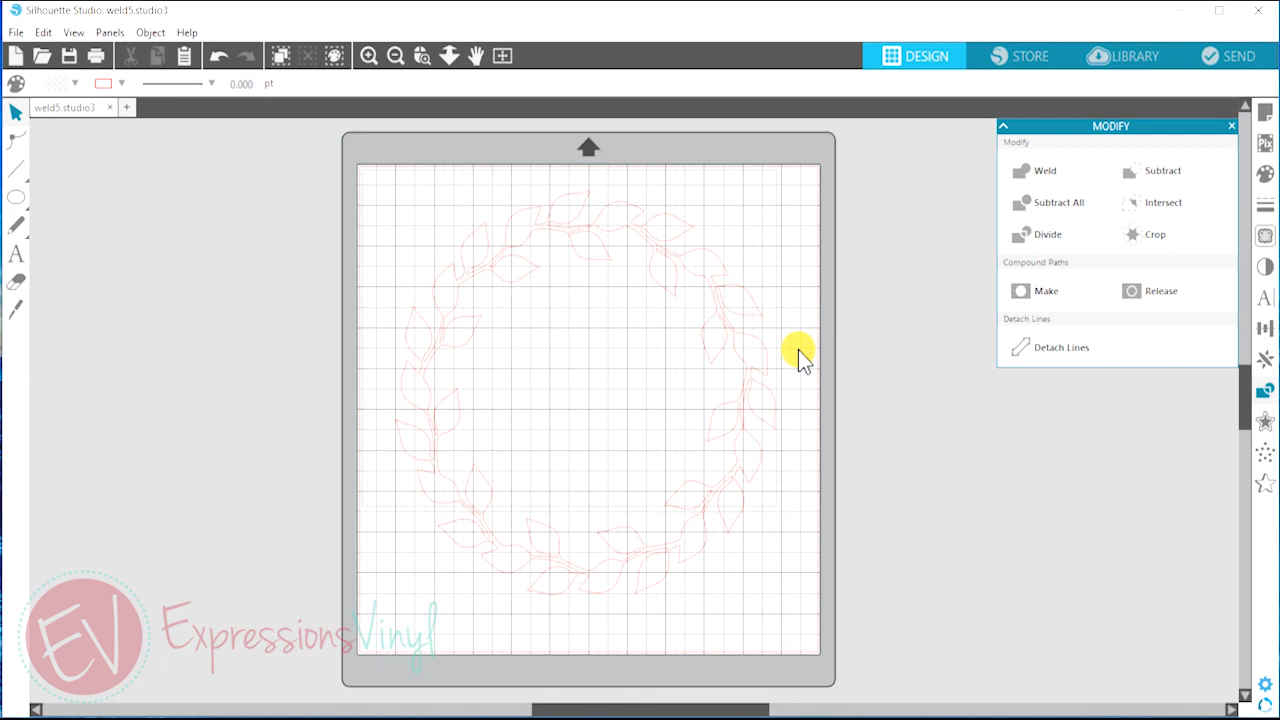 Silhouette Studio: weld5.studio3
File Edit View Panels Object Help
DESIGN STORE LIBRARY SEND
0.000 pt
weld5.studio3 × +
MODIFY
Modify
Weld Subtract
Subtract All Intersect
Divide Crop
Compound Paths
Make Release
Detach Lines
Detach Lines
Pix
A
A
EV ExpressionsVinyl